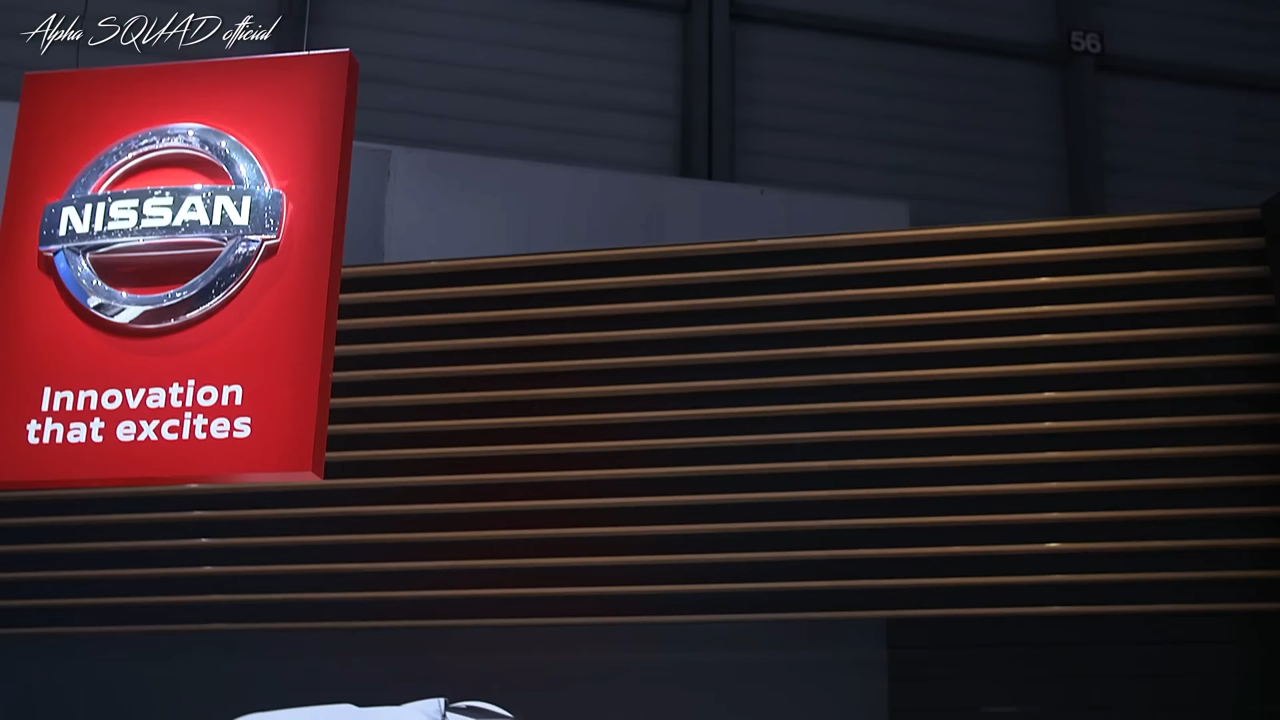 Alpha SQUAD official
56
NISSAN
Innovation
that excites